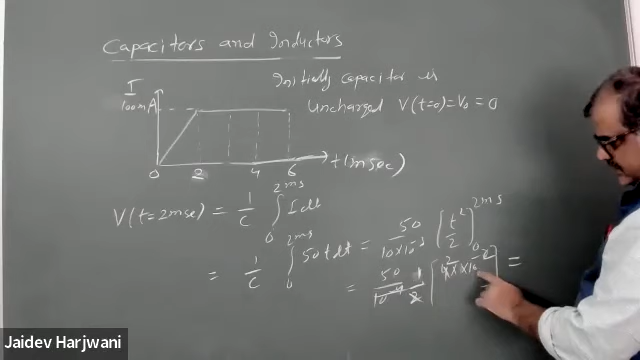 Capacitors and Inductors
I
Initially capacitor is
100mA
Uncharged V(t=0)=V₀=0
0 2 4 6 t(msec)
V(t=2msec) = 1/C ∫₀^2ms I dt
= 1/C ∫₀^2ms 50t dt = 50/10×10⁻³ [t²/2]₀^2ms
= 50/10⁻² 1/2 [ ] =
Jaidev Harjwani